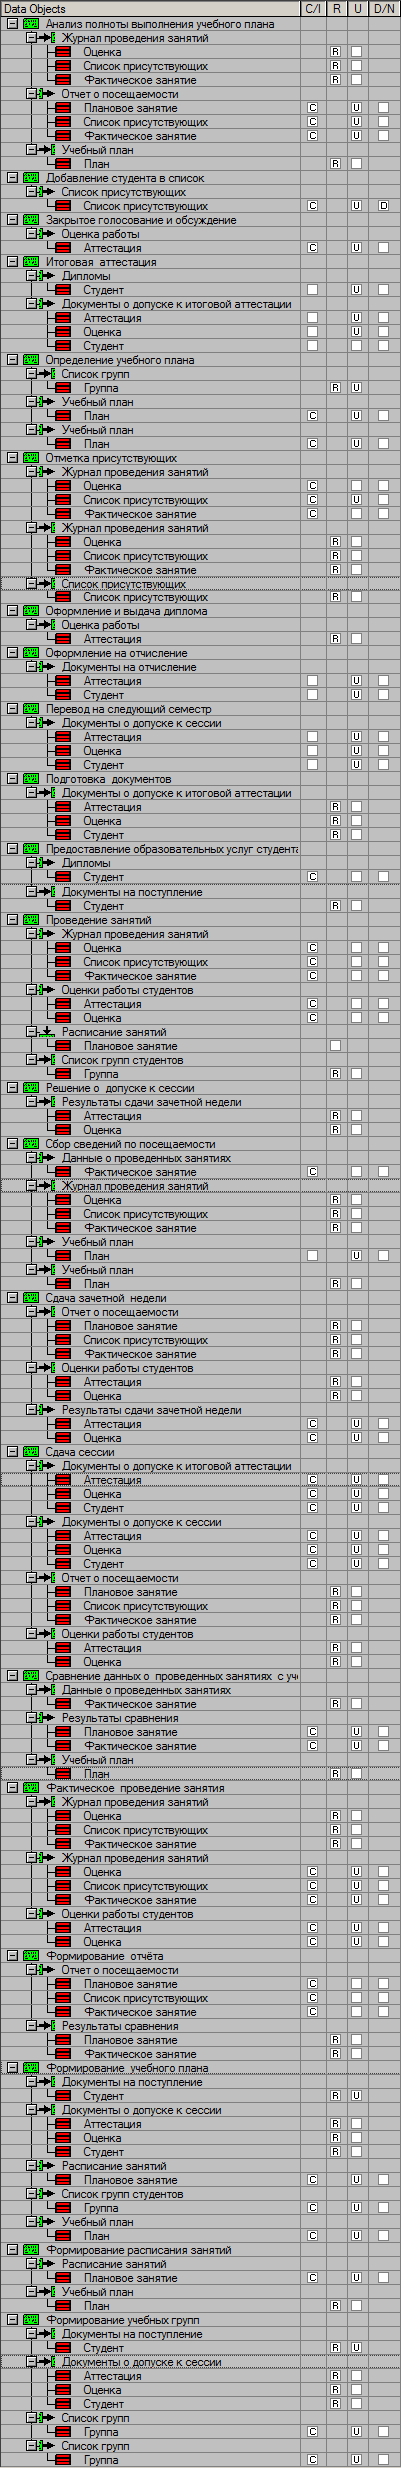 Data Objects C/I R U D/N
Анализ полноты выполнения учебного плана
Журнал проведения занятий
Оценка R
Список присутствующих R
Фактическое занятие R
Отчет о посещаемости
Плановое занятие C U
Список присутствующих C U
Фактическое занятие C U
Учебный план
План R
Добавление студента в список
Список присутствующих
Список присутствующих C U D
Закрытое голосование и обсуждение
Оценка работы
Аттестация C U
Итоговая аттестация
Дипломы
Студент U
Документы о допуске к итоговой аттестации
Аттестация U
Оценка U
Студент U
Определение учебного плана
Список групп
Группа R U
Учебный план
План C U
Учебный план
План C U
Отметка присутствующих
Журнал проведения занятий
Оценка C
Список присутствующих C U
Фактическое занятие C
Журнал проведения занятий
Оценка R
Список присутствующих R
Фактическое занятие R
Список присутствующих
Список присутствующих R
Оформление и выдача диплома
Оценка работы
Аттестация R
Оформление на отчисление
Документы на отчисление
Аттестация U
Студент U
Перевод на следующий семестр
Документы о допуске к сессии
Аттестация U
Оценка U
Студент U
Подготовка документов
Документы о допуске к итоговой аттестации
Аттестация R
Оценка R
Студент R
Предоставление образовательных услуг студента
Дипломы
Студент C
Документы на поступление
Студент R
Проведение занятий
Журнал проведения занятий
Оценка C
Список присутствующих C
Фактическое занятие C
Оценки работы студентов
Аттестация C
Оценка C
Расписание занятий
Плановое занятие
Список групп студентов
Группа R
Решение о допуске к сессии
Результаты сдачи зачетной недели
Аттестация R
Оценка R
Сбор сведений по посещаемости
Данные о проведенных занятиях
Фактическое занятие C
Журнал проведения занятий
Оценка R
Список присутствующих R
Фактическое занятие R
Учебный план
План U
Учебный план
План R
Сдача зачетной недели
Отчет о посещаемости
Плановое занятие R
Список присутствующих R
Фактическое занятие R
Оценки работы студентов
Аттестация R
Оценка R
Результаты сдачи зачетной недели
Аттестация C U
Оценка C U
Сдача сессии
Документы о допуске к итоговой аттестации
Аттестация C U
Оценка C U
Студент C U
Документы о допуске к сессии
Аттестация C U
Оценка C U
Студент C U
Отчет о посещаемости
Плановое занятие R
Список присутствующих R
Фактическое занятие R
Оценки работы студентов
Аттестация R
Оценка R
Сравнение данных о проведенных занятиях с уче
Данные о проведенных занятиях
Фактическое занятие R
Результаты сравнения
Плановое занятие C U
Фактическое занятие C U
Учебный план
План R
Фактическое проведение занятия
Журнал проведения занятий
Оценка R
Список присутствующих R
Фактическое занятие R
Журнал проведения занятий
Оценка C U
Список присутствующих C U
Фактическое занятие C U
Оценки работы студентов
Аттестация C U
Оценка C U
Формирование отчёта
Отчет о посещаемости
Плановое занятие C
Список присутствующих C
Фактическое занятие C
Результаты сравнения
Плановое занятие R
Фактическое занятие R
Формирование учебного плана
Документы на поступление
Студент R U
Документы о допуске к сессии
Аттестация R
Оценка R
Студент R
Расписание занятий
Плановое занятие C U
Список групп студентов
Группа C U
Учебный план
План C U
Формирование расписания занятий
Расписание занятий
Плановое занятие C U
Учебный план
План R
Формирование учебных групп
Документы на поступление
Студент R U
Документы о допуске к сессии
Аттестация R
Оценка R
Студент R
Список групп
Группа C U
Список групп
Группа C U